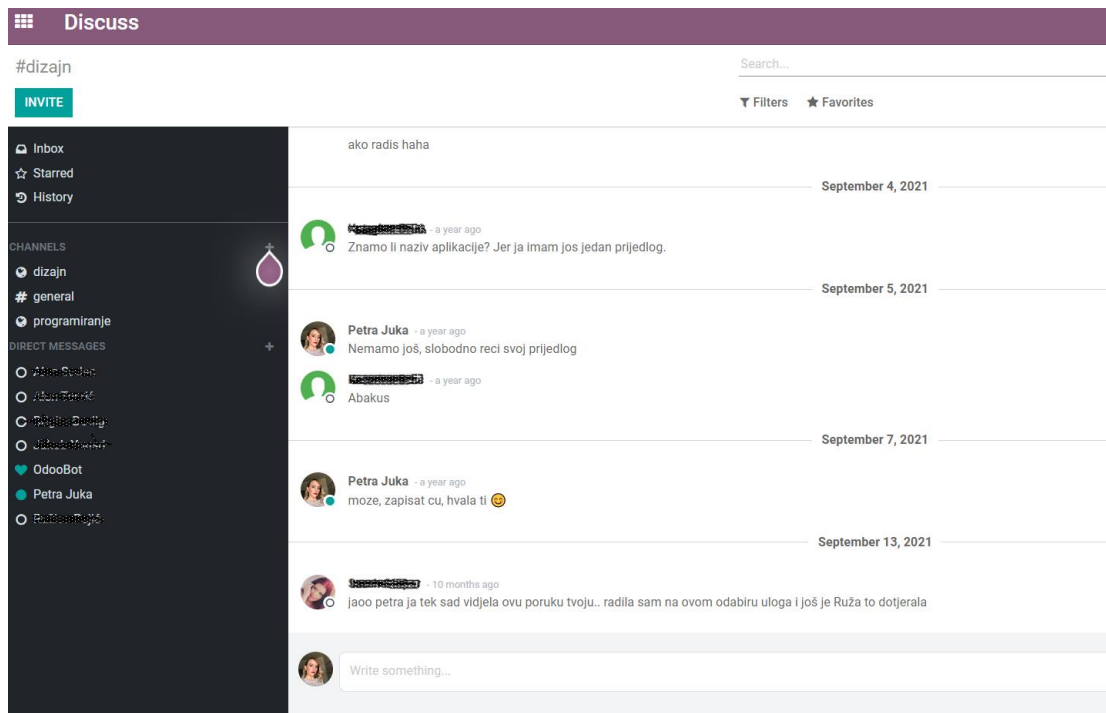 Discuss
#dizajn
Search...
INVITE
Filters
Favorites
Inbox
Starred
History
CHANNELS
+
dizajn
# general
programiranje
DIRECT MESSAGES
+
OdooBot
Petra Juka
ako radis haha
September 4, 2021
- a year ago
Znamo li naziv aplikacije? Jer ja imam jos jedan prijedlog.
September 5, 2021
Petra Juka - a year ago
Nemamo još, slobodno reci svoj prijedlog
- a year ago
Abakus
September 7, 2021
Petra Juka - a year ago
moze, zapisat cu, hvala ti 😊
September 13, 2021
- 10 months ago
jaoo petra ja tek sad vidjela ovu poruku tvoju.. radila sam na ovom odabiru uloga i još je Ruža to dotjerala
Write something...